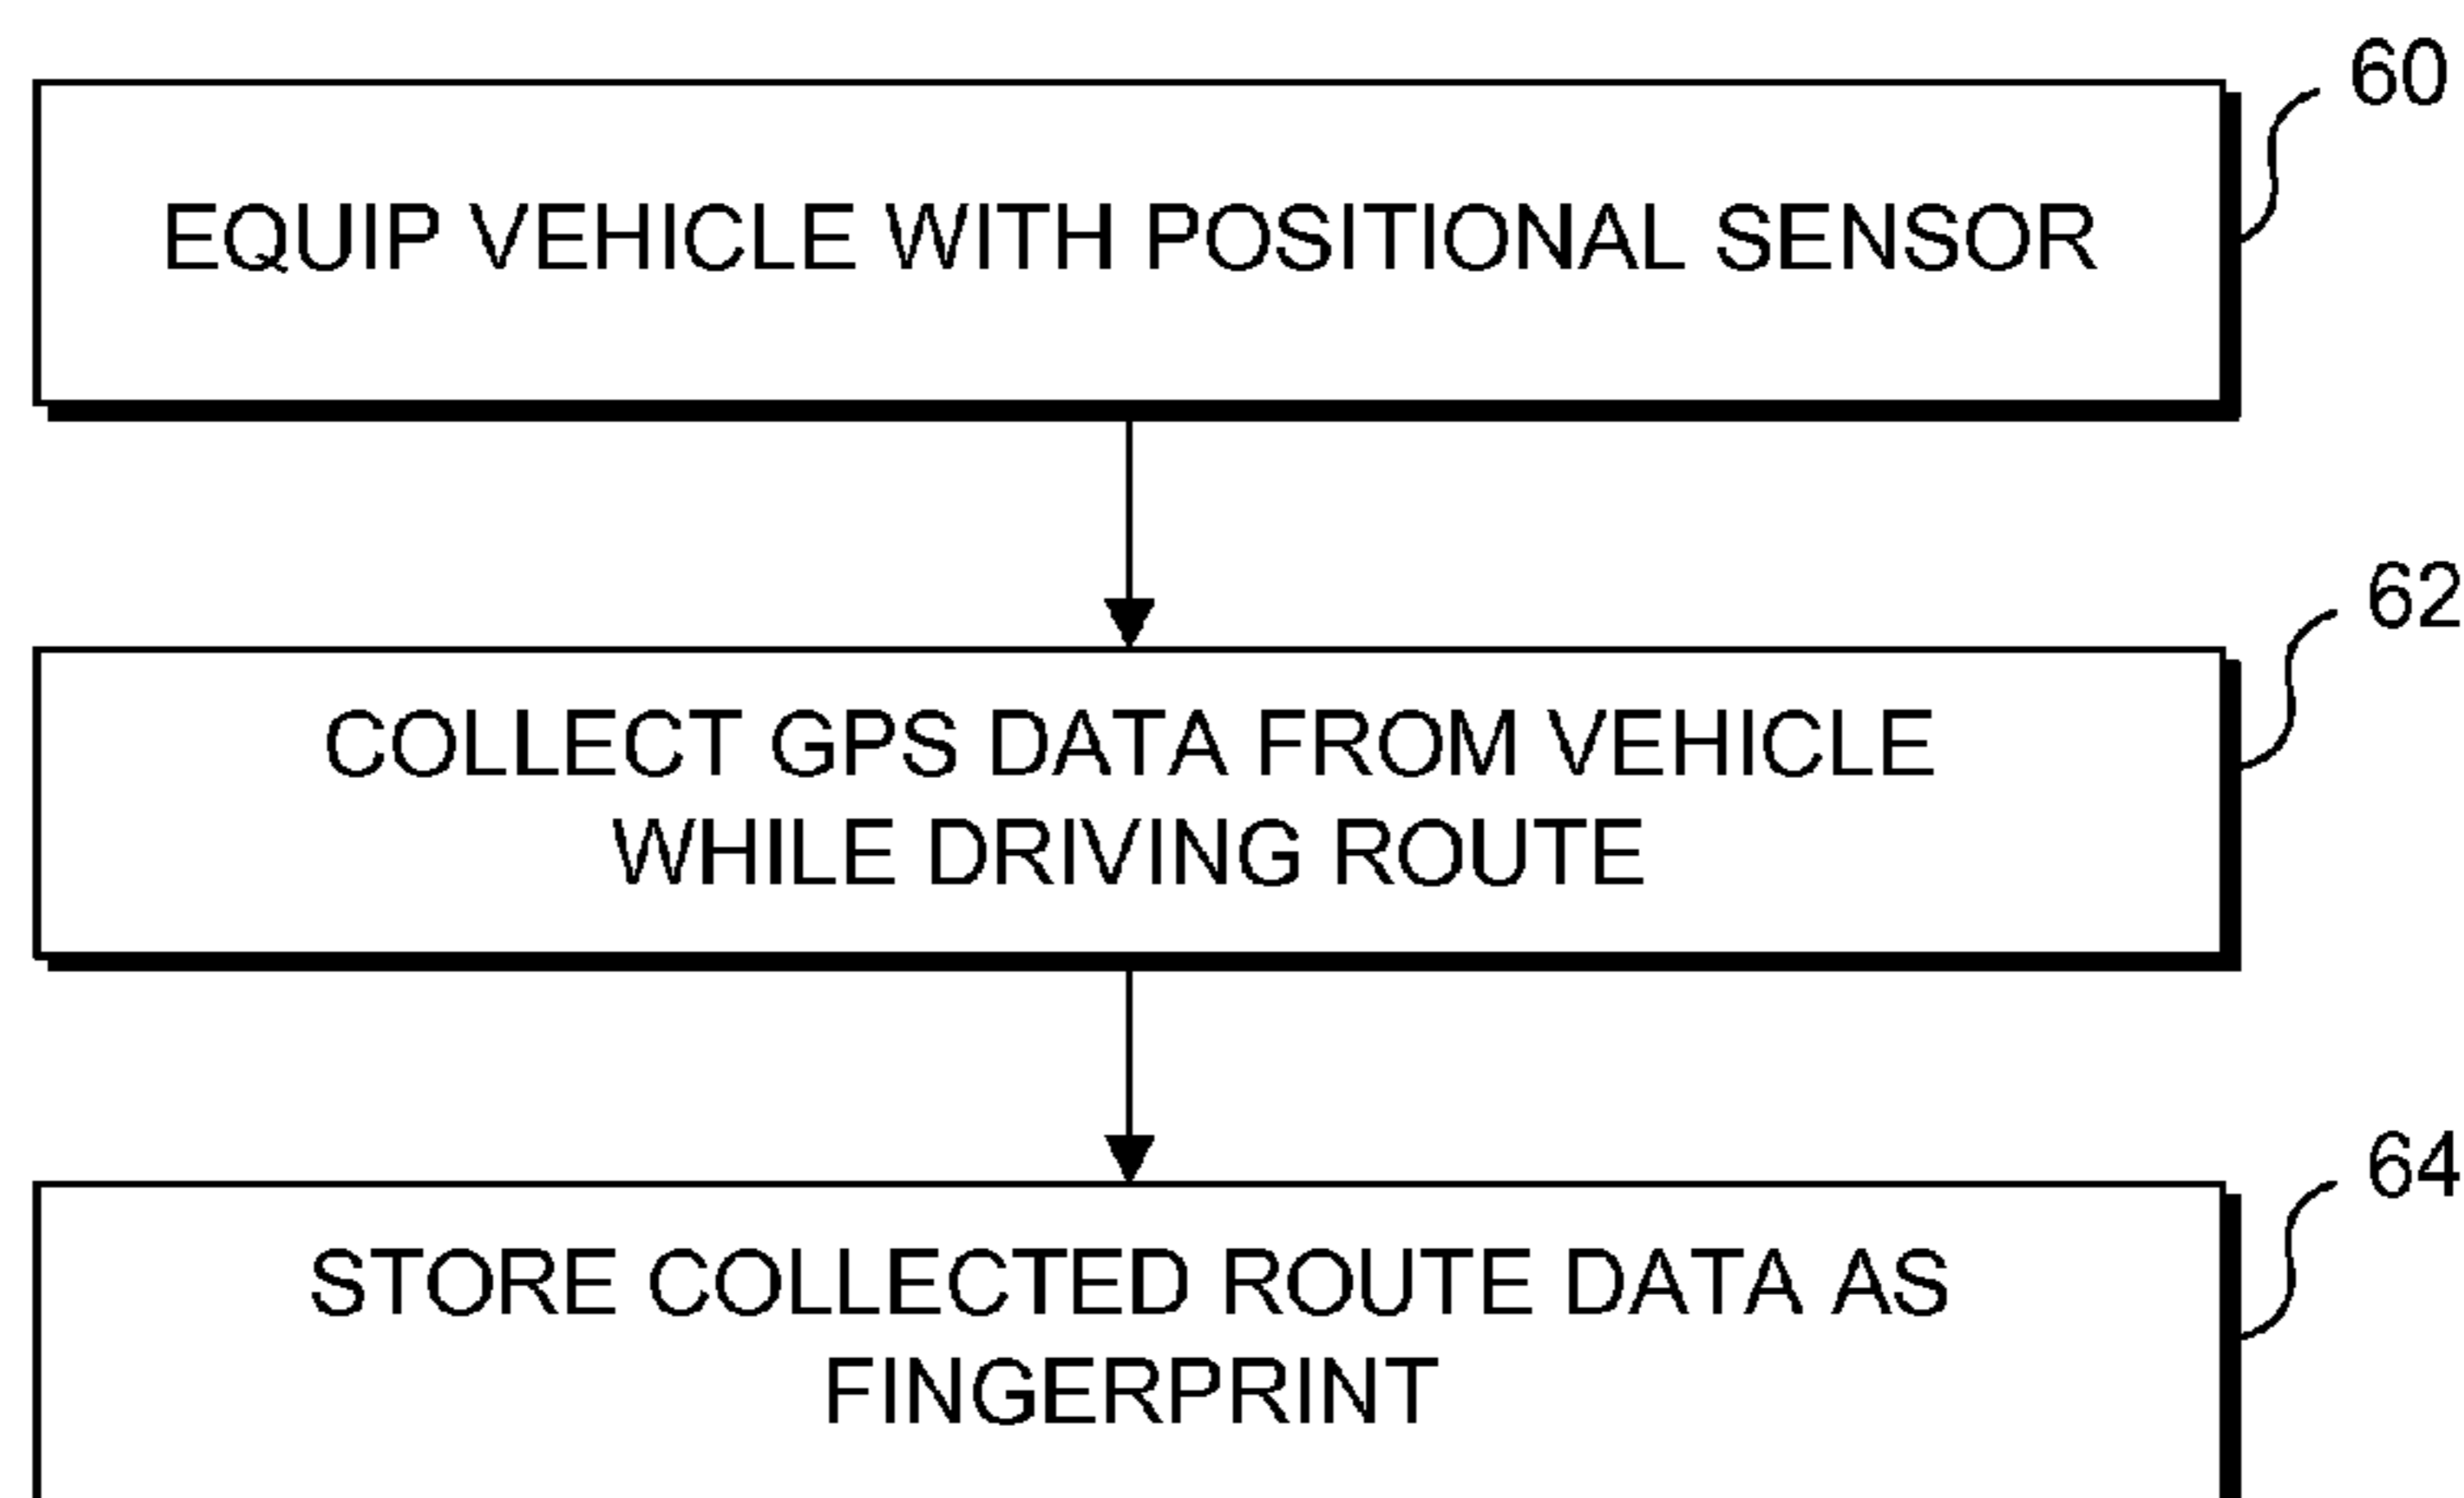 60
EQUIP VEHICLE WITH POSITIONAL SENSOR
62
COLLECT GPS DATA FROM VEHICLE
WHILE DRIVING ROUTE
64
STORE COLLECTED ROUTE DATA AS
FINGERPRINT